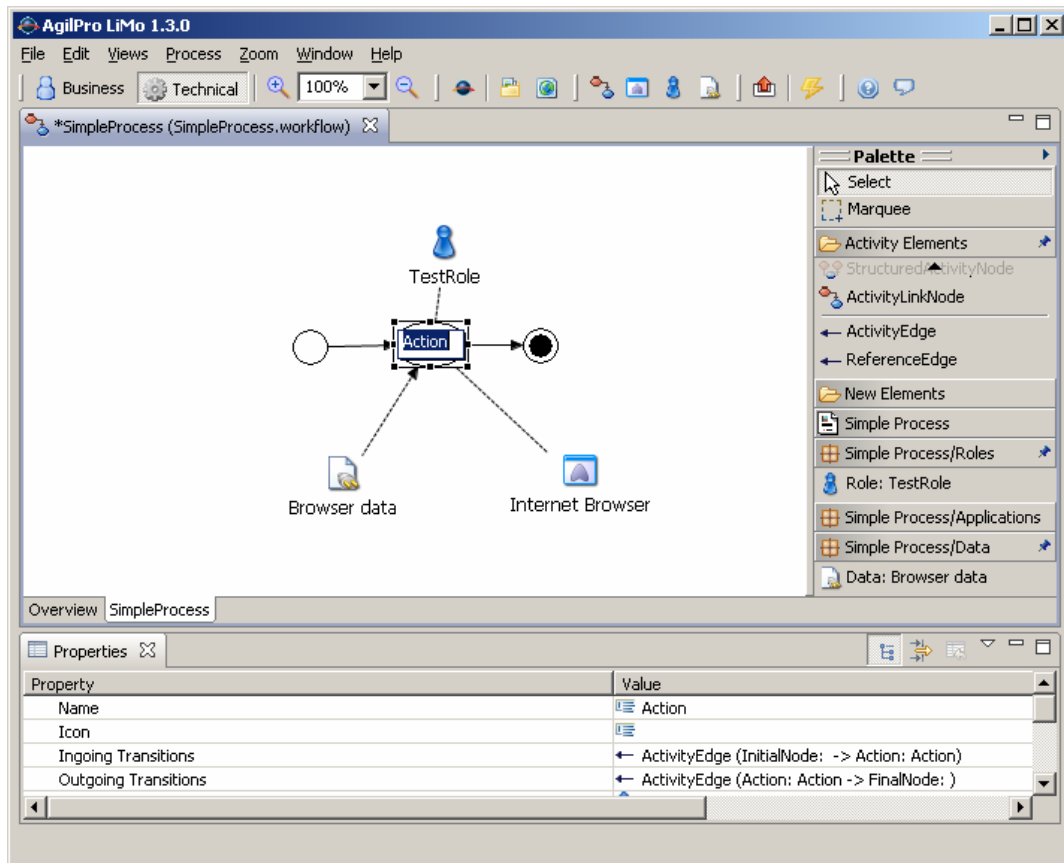 AgilPro LiMo 1.3.0
File Edit Views Process Zoom Window Help
Business Technical 100%
*SimpleProcess (SimpleProcess.workflow)
Palette
Select
Marquee
Activity Elements
StructuredActivityNode
ActivityLinkNode
ActivityEdge
ReferenceEdge
New Elements
Simple Process
Simple Process/Roles
Role: TestRole
Simple Process/Applications
Simple Process/Data
Data: Browser data
TestRole
Action
Browser data
Internet Browser
Overview SimpleProcess
Properties
Property Value
Name Action
Icon
Ingoing Transitions ActivityEdge (InitialNode: -> Action: Action)
Outgoing Transitions ActivityEdge (Action: Action -> FinalNode: )